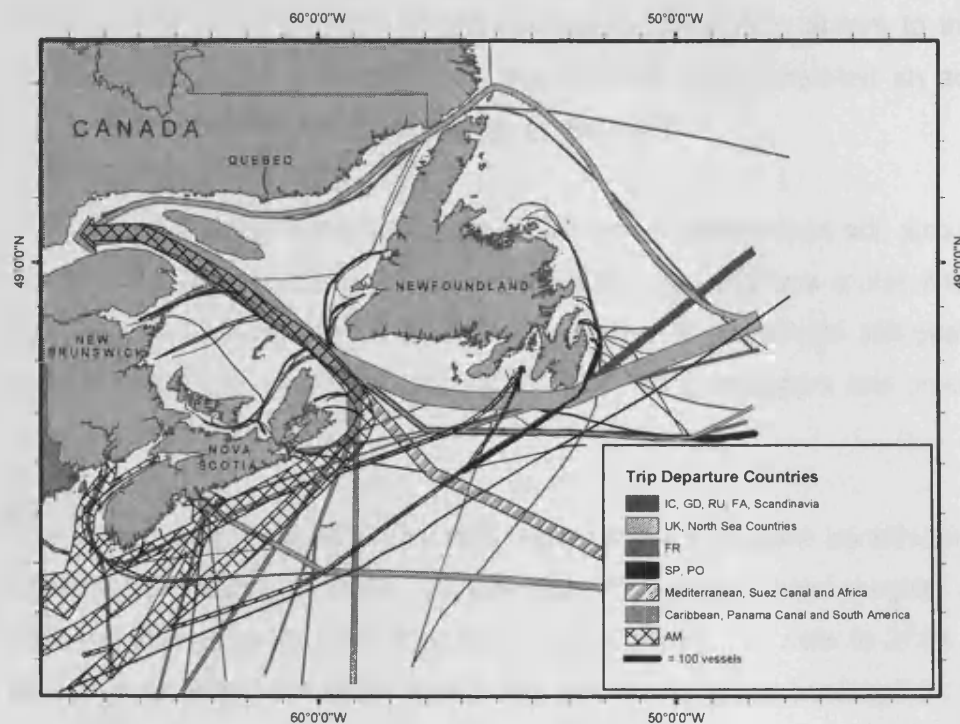 60°0'0"W 50°0'0"W
CANADA
QUEBEC
49°0'0"N 49°0'0"N
NEWFOUNDLAND
NEW
BRUNSWICK
NOVA
SCOTIA
Trip Departure Countries
IC, GD, RU, FA, Scandinavia
UK, North Sea Countries
FR
SP, PO
Mediterranean, Suez Canal and Africa
Caribbean, Panama Canal and South America
AM
= 100 vessels
60°0'0"W 50°0'0"W